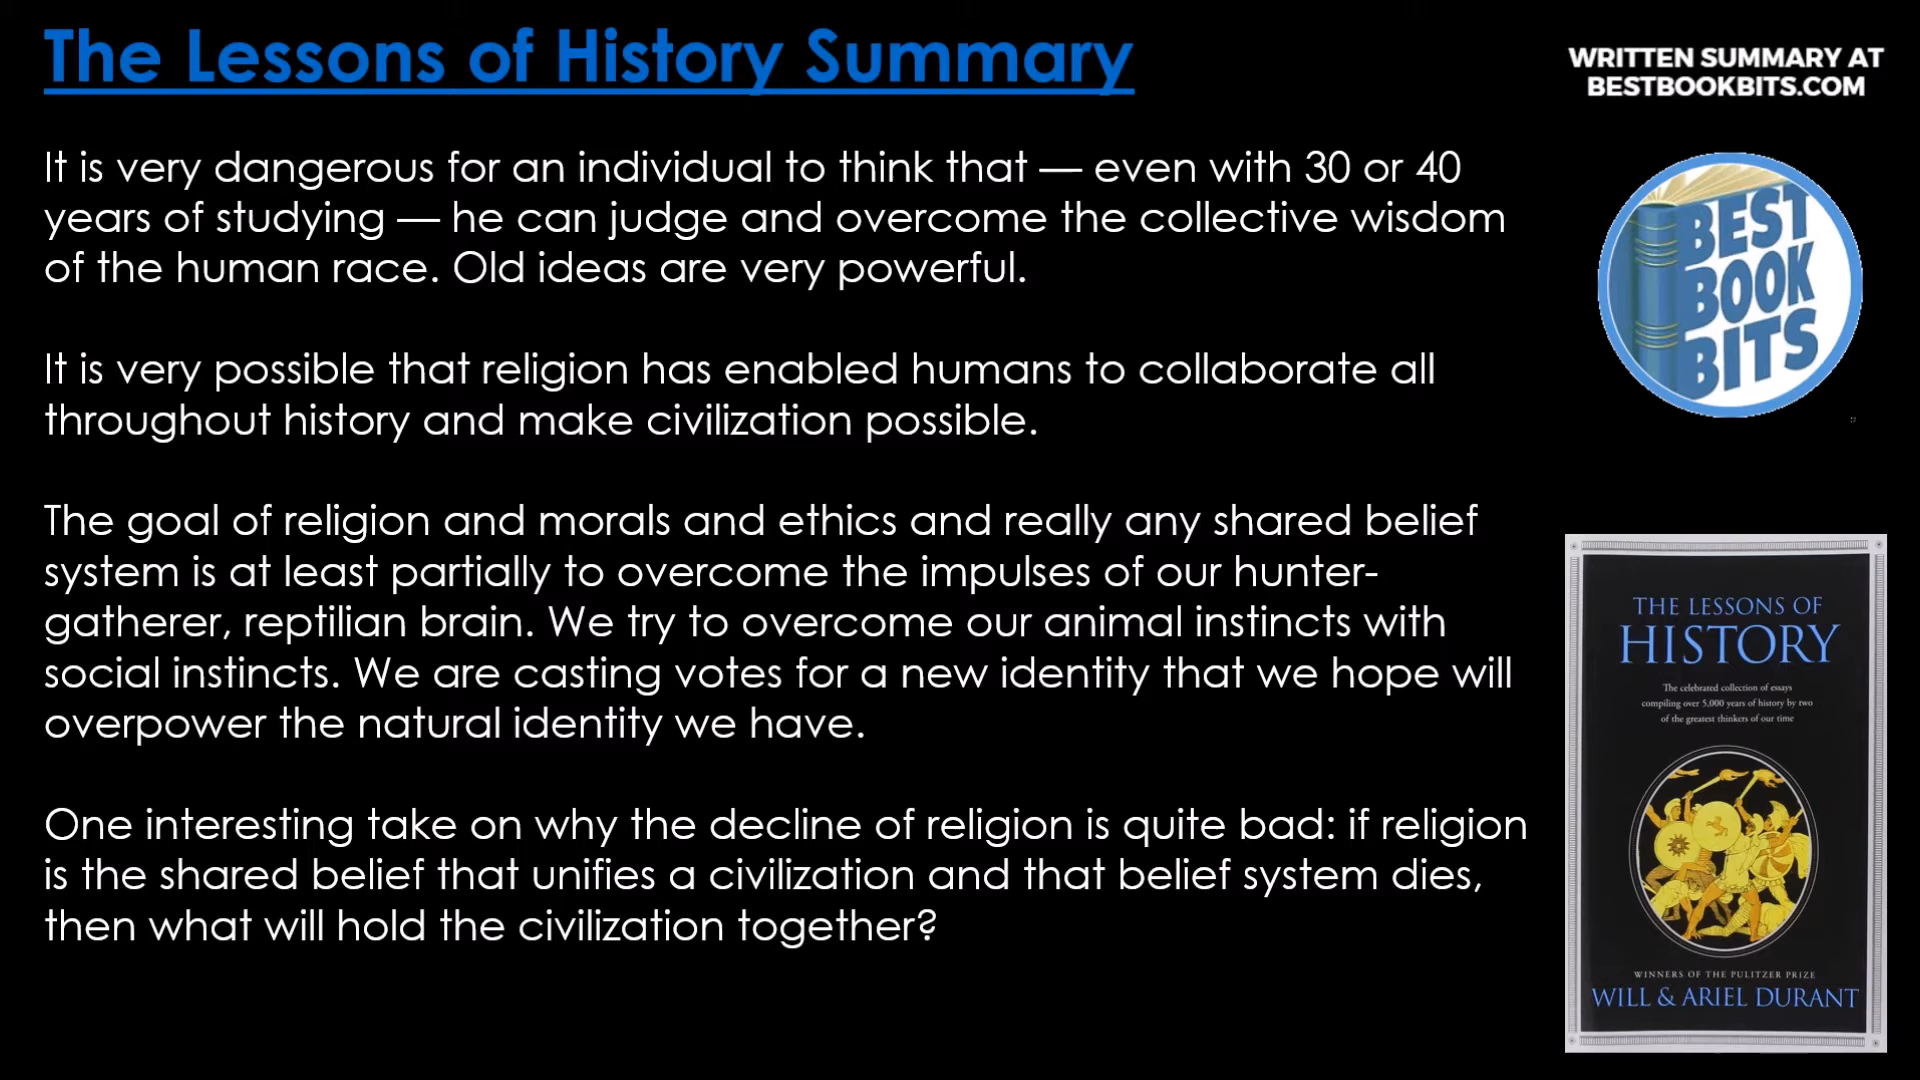 The Lessons of History Summary
WRITTEN SUMMARY AT
BESTBOOKBITS.COM
It is very dangerous for an individual to think that — even with 30 or 40
years of studying — he can judge and overcome the collective wisdom
of the human race. Old ideas are very powerful.
It is very possible that religion has enabled humans to collaborate all
throughout history and make civilization possible.
The goal of religion and morals and ethics and really any shared belief
system is at least partially to overcome the impulses of our hunter-
gatherer, reptilian brain. We try to overcome our animal instincts with
social instincts. We are casting votes for a new identity that we hope will
overpower the natural identity we have.
One interesting take on why the decline of religion is quite bad: if religion
is the shared belief that unifies a civilization and that belief system dies,
then what will hold the civilization together?
BEST
BOOK
BITS
THE LESSONS OF
HISTORY
The celebrated collection of essays
compiling over 5,000 years of history by two
of the greatest thinkers of our time
WINNERS OF THE PULITZER PRIZE
WILL & ARIEL DURANT